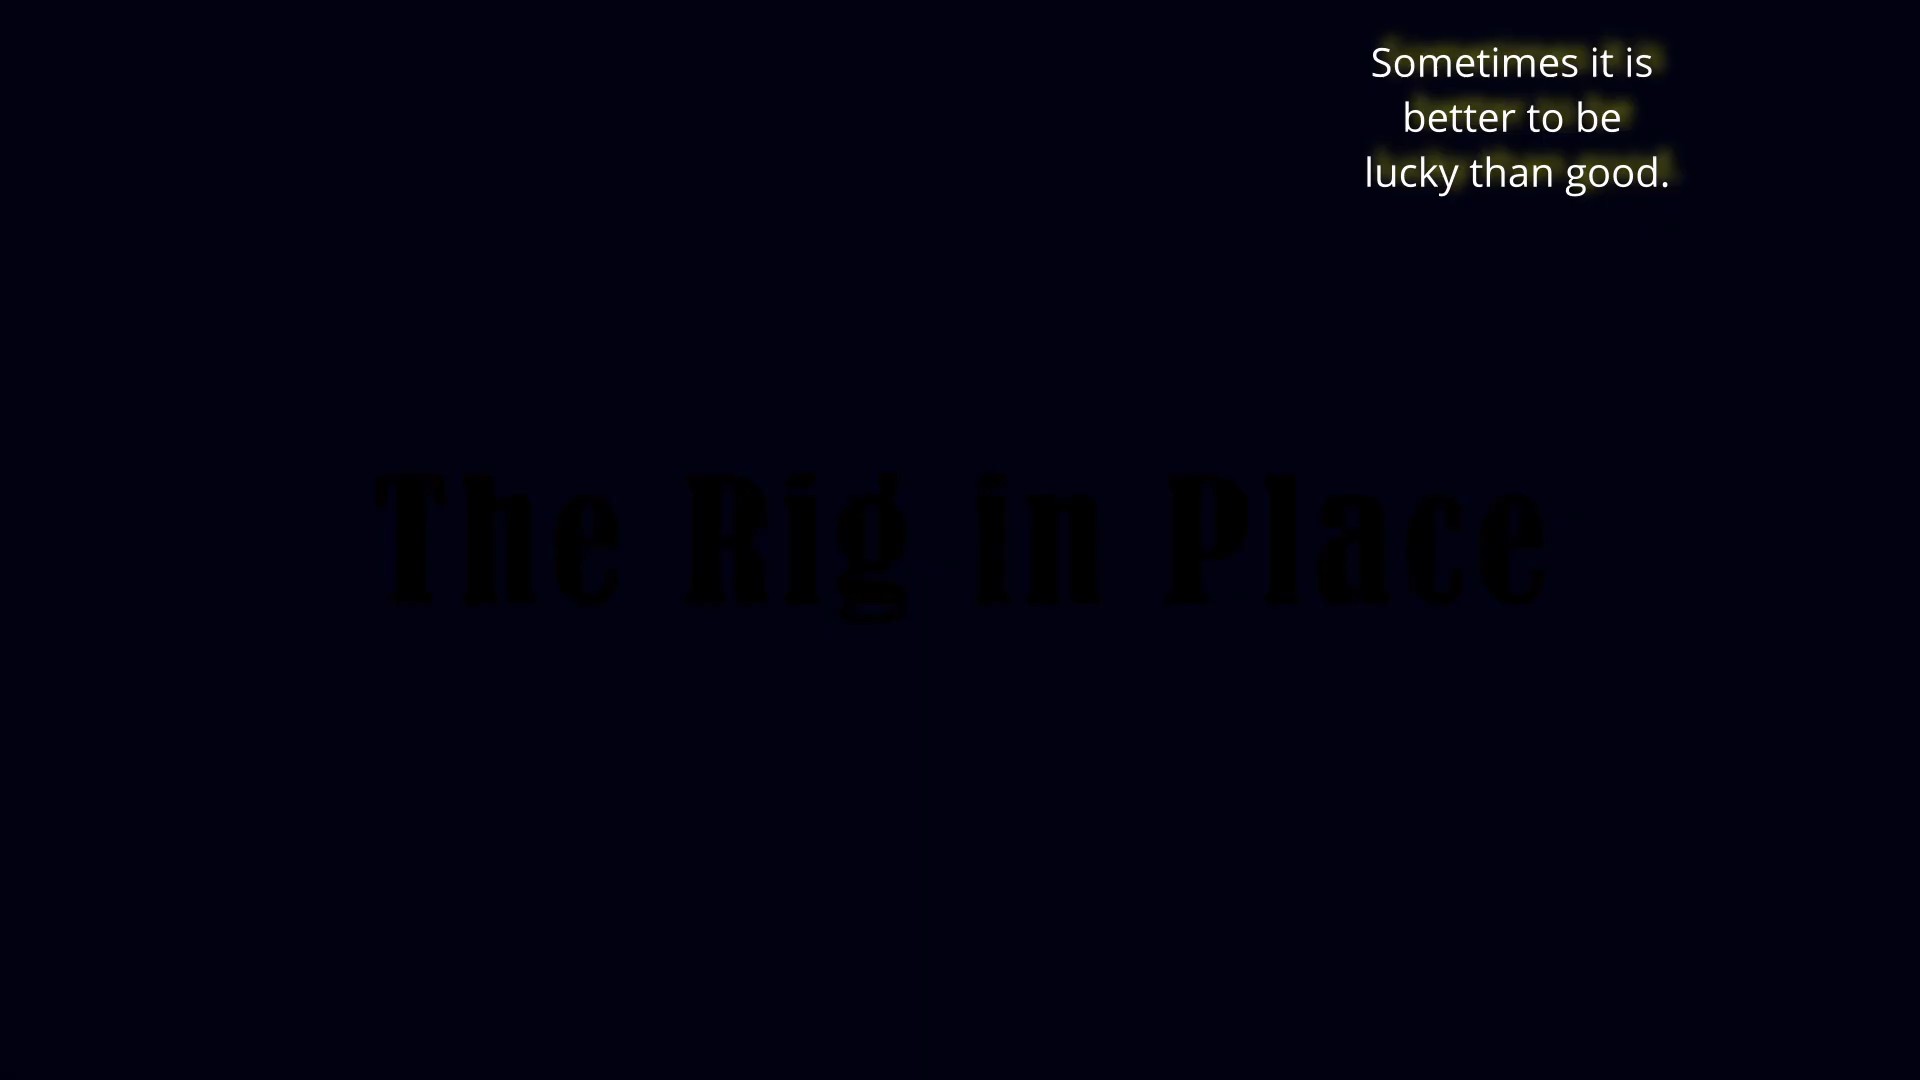 Sometimes it is
better to be
lucky than good.
The Rig in Place